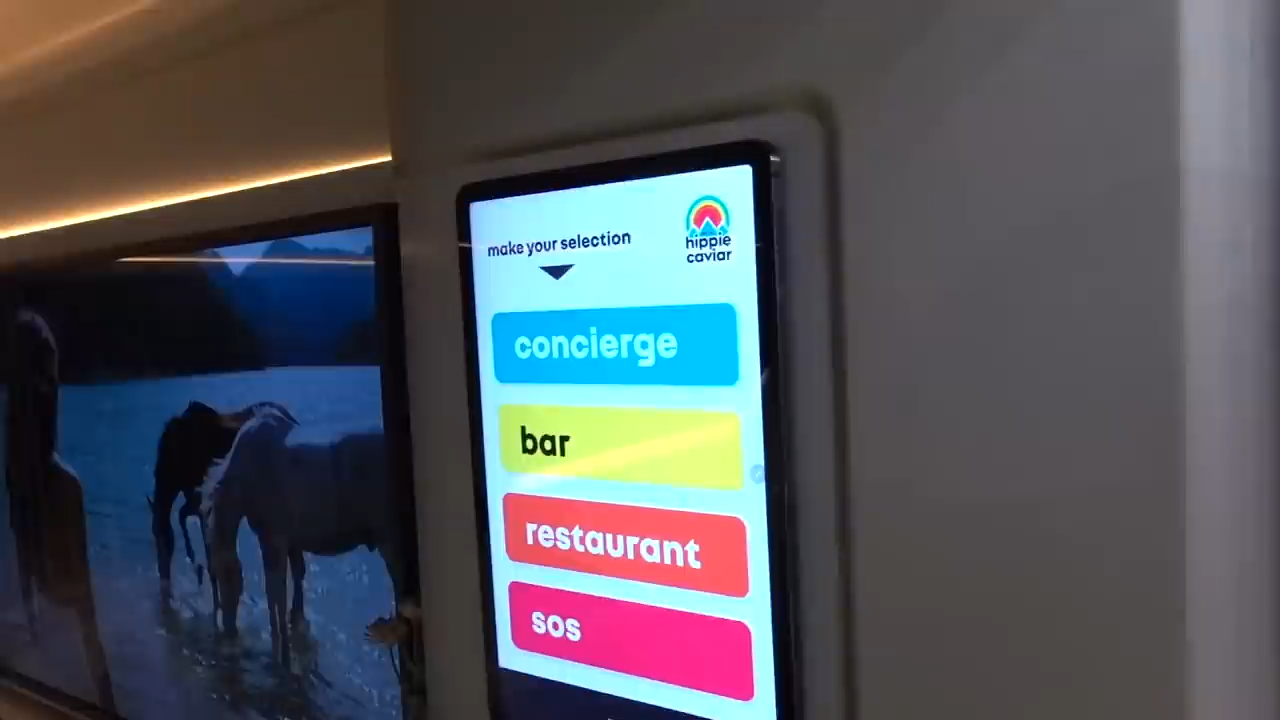 make your selection
hippie
caviar
concierge
bar
restaurant
sos